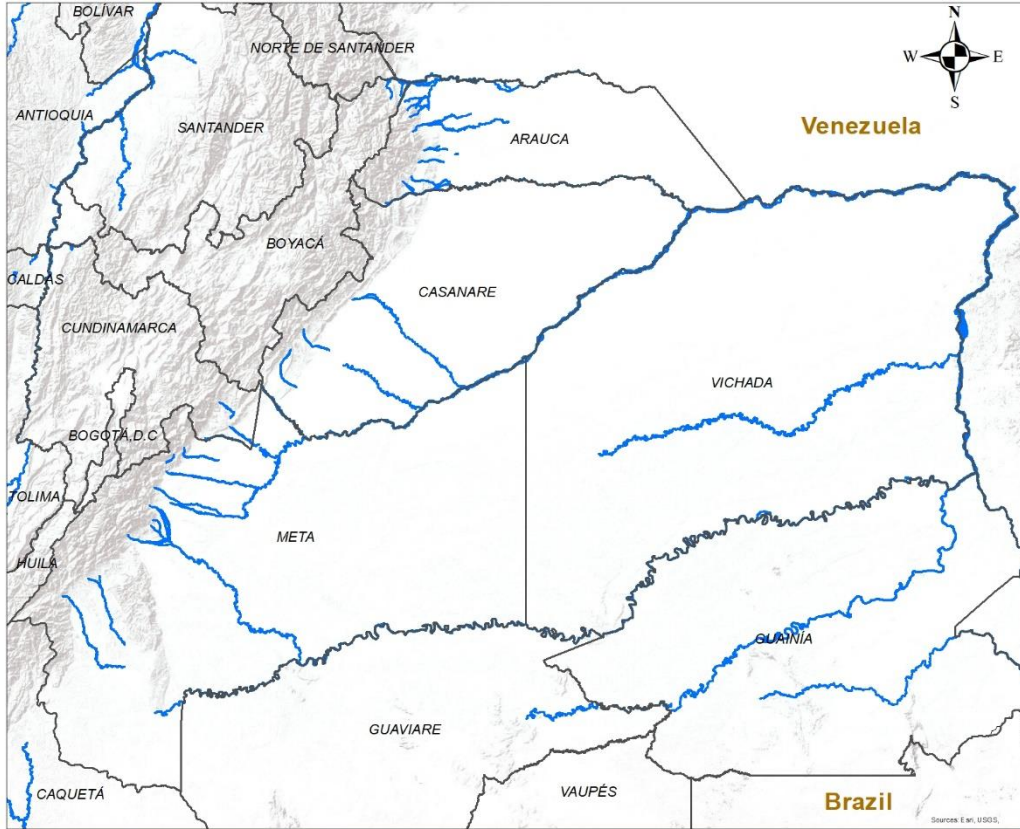 BOLÍVAR
N
NORTE DE SANTANDER
W
E
S
ANTIOQUIA
SANTANDER
ARAUCA
Venezuela
BOYACÁ
CALDAS
CASANARE
CUNDINAMARCA
VICHADA
BOGOTÁ,D.C
TOLIMA
META
HUILA
GUAINÍA
GUAVIARE
CAQUETÁ
VAUPÉS
Brazil
Sources: Esri, USGS,